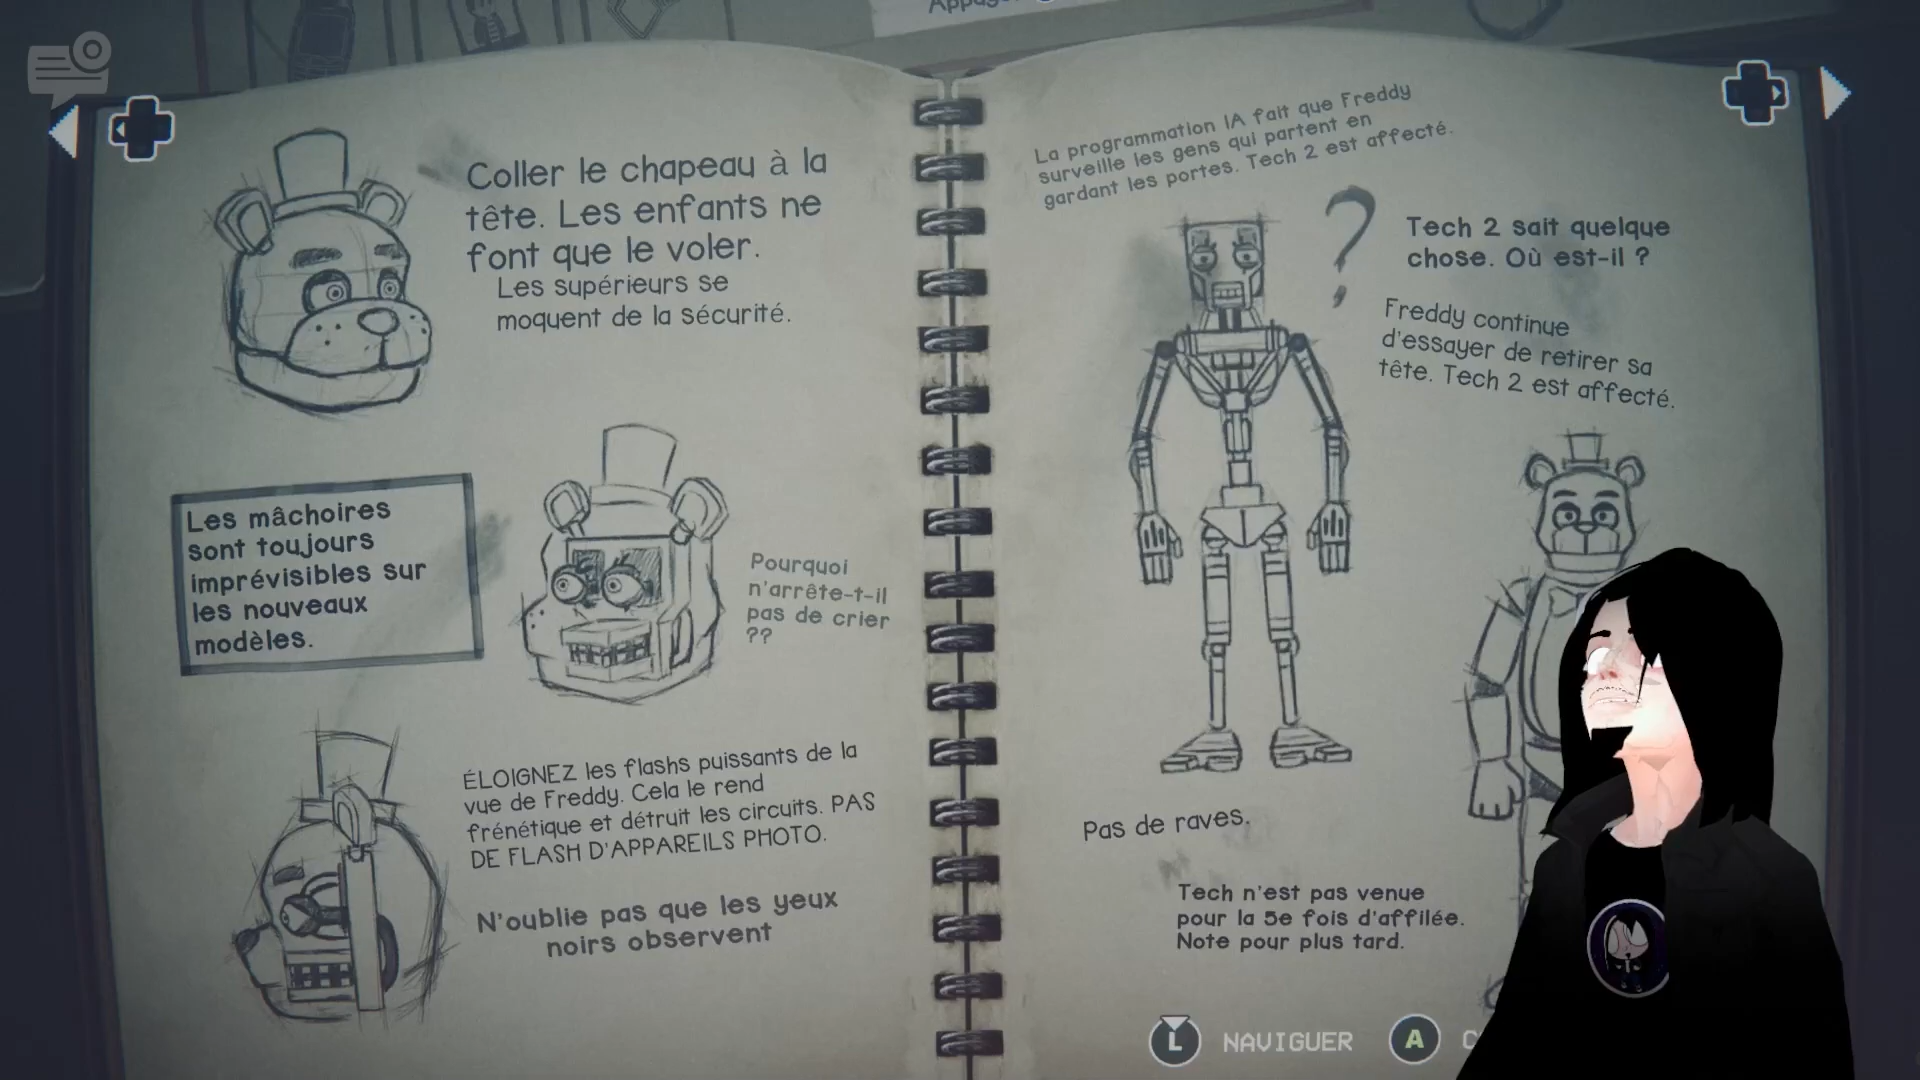 Coller le chapeau à la
tête. Les enfants ne
font que le voler.
Les supérieurs se
moquent de la sécurité.
Les mâchoires
sont toujours
imprévisibles sur
les nouveaux
modèles.
Pourquoi
n'arrête-t-il
pas de crier
??
ÉLOIGNEZ les flashs puissants de la
vue de Freddy. Cela le rend
frénétique et détruit les circuits. PAS
DE FLASH D'APPAREILS PHOTO.
N'oublie pas que les yeux
noirs observent
La programmation IA fait que Freddy
surveille les gens qui partent en
gardant les portes. Tech 2 est affecté.
?
Tech 2 sait quelque
chose. Où est-il ?
Freddy continue
d'essayer de retirer sa
tête. Tech 2 est affecté.
Pas de raves.
Tech n'est pas venue
pour la 5e fois d'affilée.
Note pour plus tard.
L NAVIGUER A